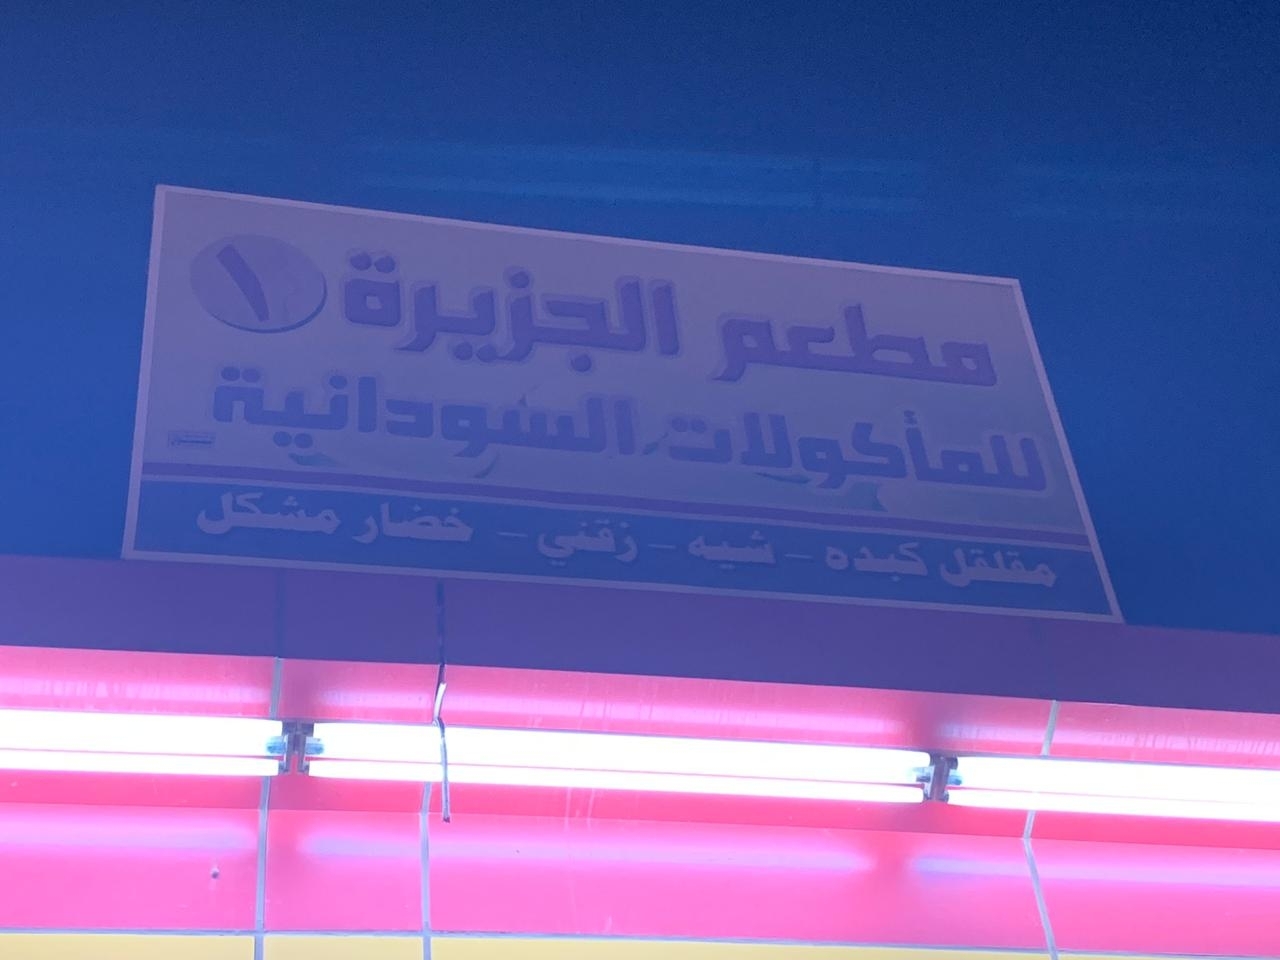 مطعم الجزيرة ١
للمأكولات السودانية
مقلقل كبده – شيه – زقني – خضار مشكل